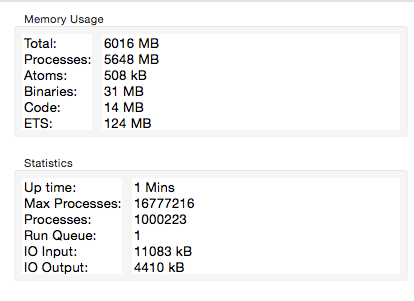 Memory Usage
Total: 6016 MB
Processes: 5648 MB
Atoms: 508 kB
Binaries: 31 MB
Code: 14 MB
ETS: 124 MB
Statistics
Up time: 1 Mins
Max Processes: 16777216
Processes: 1000223
Run Queue: 1
IO Input: 11083 kB
IO Output: 4410 kB